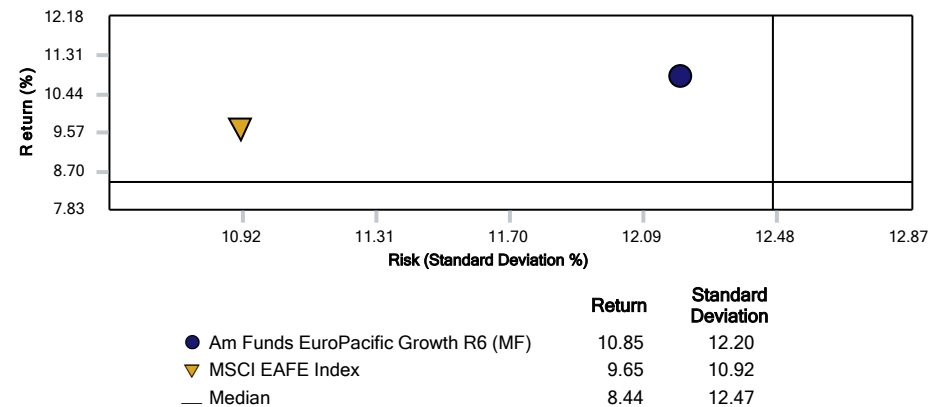 12.18
11.31
10.44
9.57
8.70
7.83
Return (%)
10.92 11.31 11.70 12.09 12.48 12.87
Risk (Standard Deviation %)
Return Standard Deviation
Am Funds EuroPacific Growth R6 (MF) 10.85 12.20
MSCI EAFE Index 9.65 10.92
Median 8.44 12.47